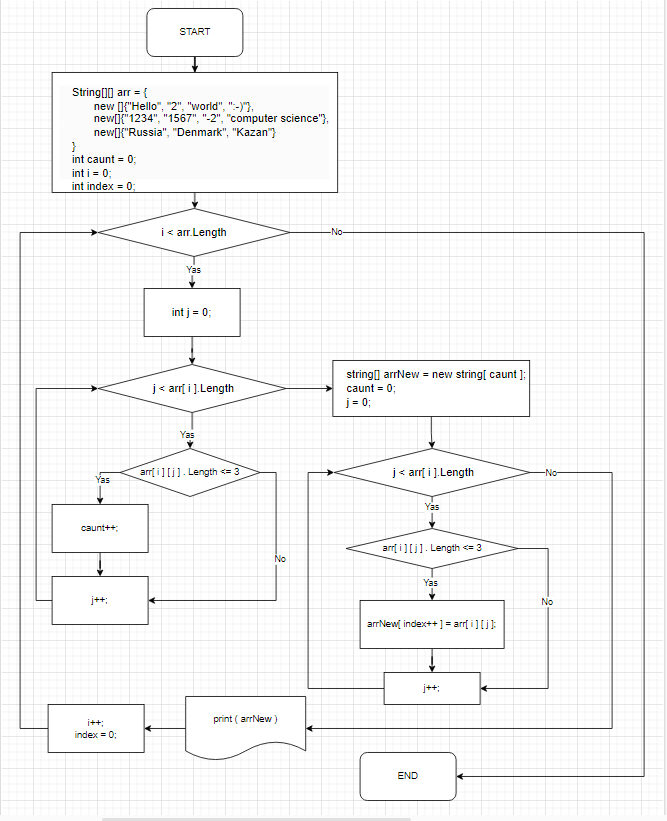 START
String[][] arr = {
new []{"Hello", "2", "world", ":-)"},
new[]{"1234", "1567", "-2", "computer science"},
new[]{"Russia", "Denmark", "Kazan"}
}
int caunt = 0;
int i = 0;
int index = 0;
i < arr.Length
No
Yas
int j = 0;
j < arr[ i ].Length
string[] arrNew = new string[ caunt ];
caunt = 0;
j = 0;
Yas
arr[ i ] [ j ] . Length <= 3
Yas
caunt++;
No
j++;
j < arr[ i ].Length
No
Yas
arr[ i ] [ j ] . Length <= 3
Yas
No
arrNew[ index++ ] = arr[ i ] [ j ];
j++;
print ( arrNew )
i++;
index = 0;
END